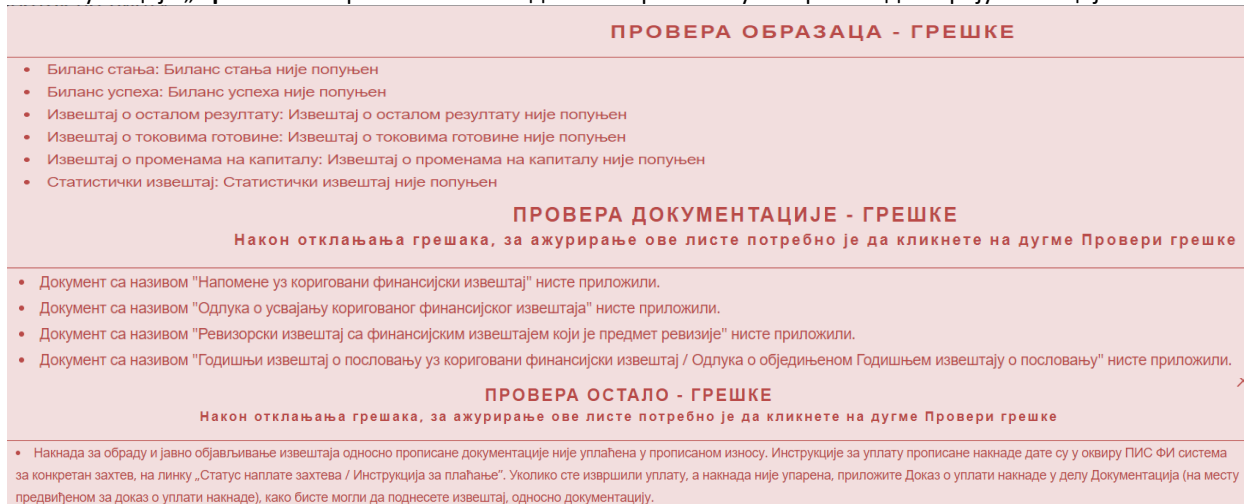 ПРОВЕРА ОБРАЗАЦА - ГРЕШКЕ
• Биланс стања: Биланс стања није попуњен
• Биланс успеха: Биланс успеха није попуњен
• Извештај о осталом резултату: Извештај о осталом резултату није попуњен
• Извештај о токовима готовине: Извештај о токовима готовине није попуњен
• Извештај о променама на капиталу: Извештај о променама на капиталу није попуњен
• Статистички извештај: Статистички извештај није попуњен
ПРОВЕРА ДОКУМЕНТАЦИЈЕ - ГРЕШКЕ
Након отклањања грешака, за ажурирање ове листе потребно је да кликнете на дугме Провери грешке
• Документ са називом "Напомене уз кориговани финансијски извештај" нисте приложили.
• Документ са називом "Одлука о усвајању коригованог финансијског извештаја" нисте приложили.
• Документ са називом "Ревизорски извештај са финансијским извештајем који је предмет ревизије" нисте приложили.
• Документ са називом "Годишњи извештај о пословању уз кориговани финансијски извештај / Одлука о обједињеном Годишњем извештају о пословању" нисте приложили.
ПРОВЕРА ОСТАЛО - ГРЕШКЕ
Након отклањања грешака, за ажурирање ове листе потребно је да кликнете на дугме Провери грешке
• Накнада за обраду и јавно објављивање извештаја односно прописане документације није уплаћена у прописаном износу. Инструкције за уплату прописане накнаде дате су у оквиру ПИС ФИ система
за конкретан захтев, на линку „Статус наплате захтева / Инструкција за плаћање”. Уколико сте извршили уплату, а накнада није упарена, приложите Доказ о уплати накнаде у делу Документација (на месту
предвиђеном за доказ о уплати накнаде), како бисте могли да поднесете извештај, односно документацију.